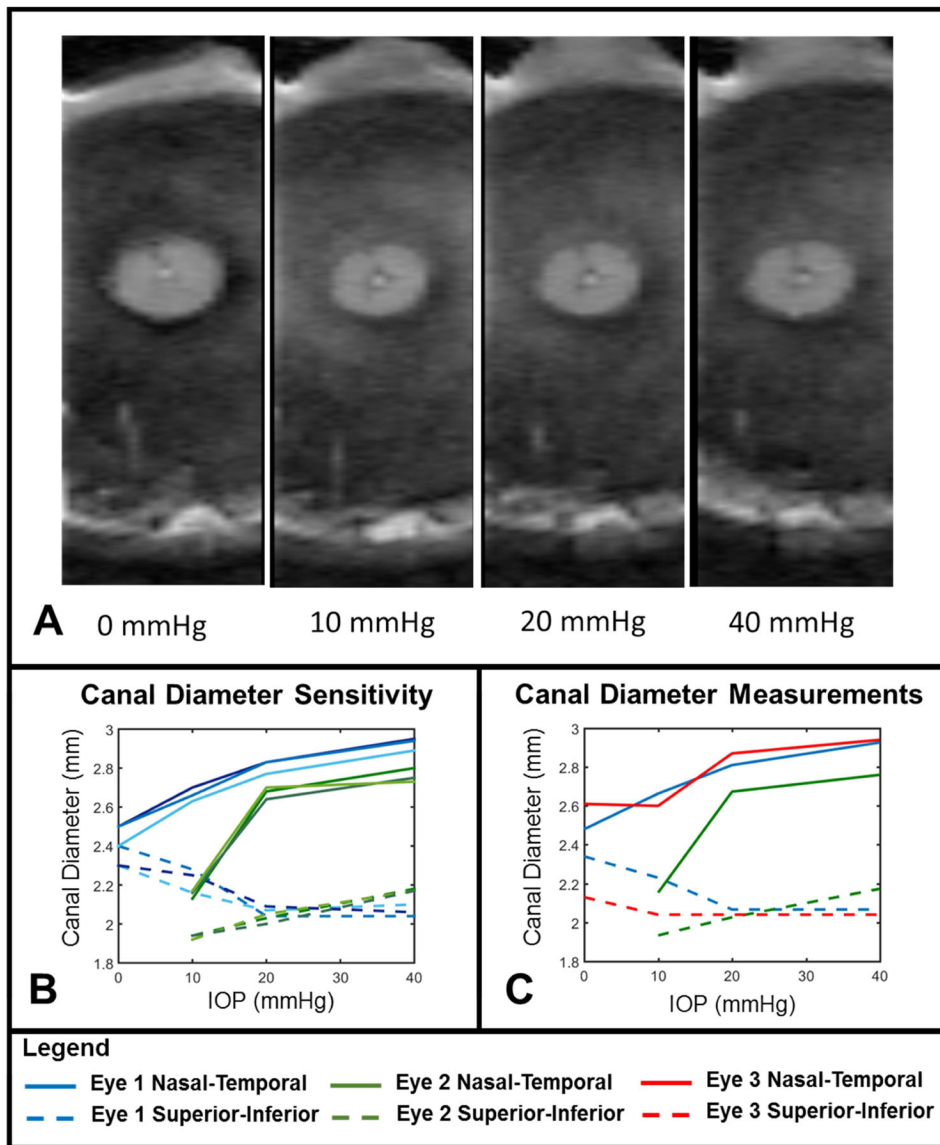 A
0 mmHg 10 mmHg 20 mmHg 40 mmHg
Canal Diameter Sensitivity
Canal Diameter (mm)
3
2.8
2.6
2.4
2.2
2
1.8
0 10 20 30 40
IOP (mmHg)
B
Canal Diameter Measurements
Canal Diameter (mm)
3
2.8
2.6
2.4
2.2
2
1.8
0 10 20 30 40
IOP (mmHg)
C
Legend
Eye 1 Nasal-Temporal Eye 2 Nasal-Temporal Eye 3 Nasal-Temporal
Eye 1 Superior-Inferior Eye 2 Superior-Inferior Eye 3 Superior-Inferior